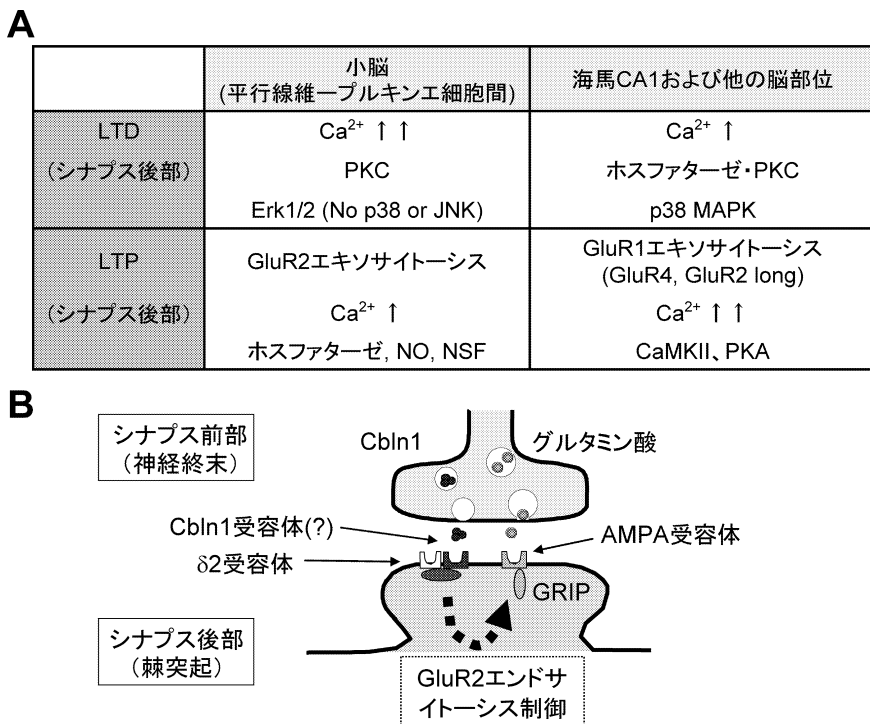 A
小脳
(平行線維ープルキンエ細胞間)
海馬CA1および他の脳部位
LTD
(シナプス後部)
Ca2+ ↑ ↑
PKC
Erk1/2 (No p38 or JNK)
Ca2+ ↑
ホスファターゼ・PKC
p38 MAPK
LTP
(シナプス後部)
GluR2エキソサイトーシス
Ca2+ ↑
ホスファターゼ, NO, NSF
GluR1エキソサイトーシス
(GluR4, GluR2 long)
Ca2+ ↑ ↑
CaMKII、PKA
B
シナプス前部
(神経終末)
Cbln1
グルタミン酸
Cbln1受容体(?)
AMPA受容体
δ2受容体
GRIP
シナプス後部
(棘突起)
GluR2エンドサ
イトーシス制御